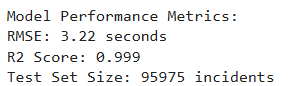 Model Performance Metrics:
RMSE: 3.22 seconds
R2 Score: 0.999
Test Set Size: 95975 incidents